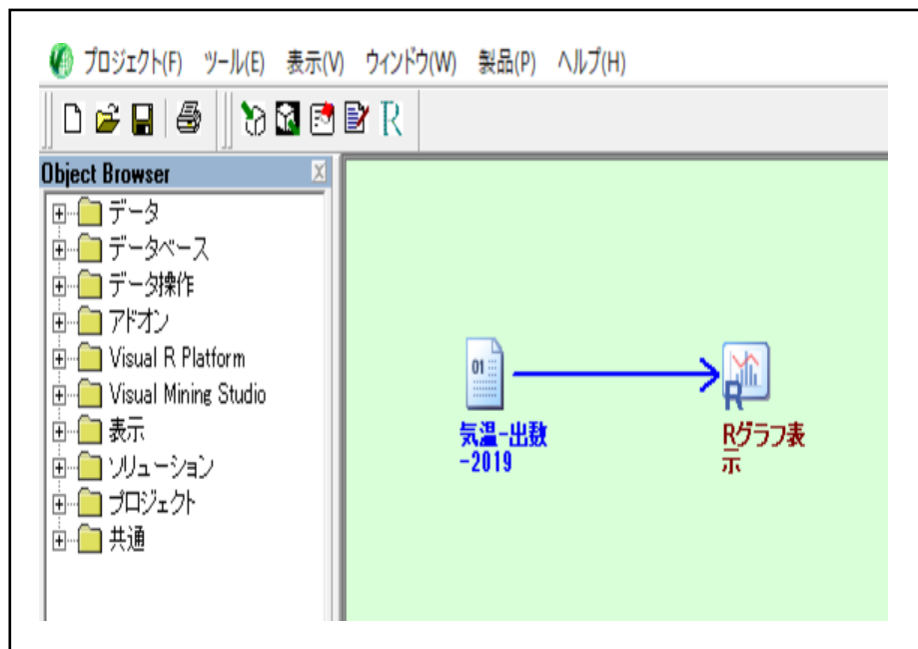 プロジェクト(F) ツール(E) 表示(V) ウィンドウ(W) 製品(P) ヘルプ(H)
R
Object Browser
データ
データベース
データ操作
アドオン
Visual R Platform
Visual Mining Studio
表示
ソリューション
プロジェクト
共通
01
気温-出数
-2019
R
Rグラフ表
示